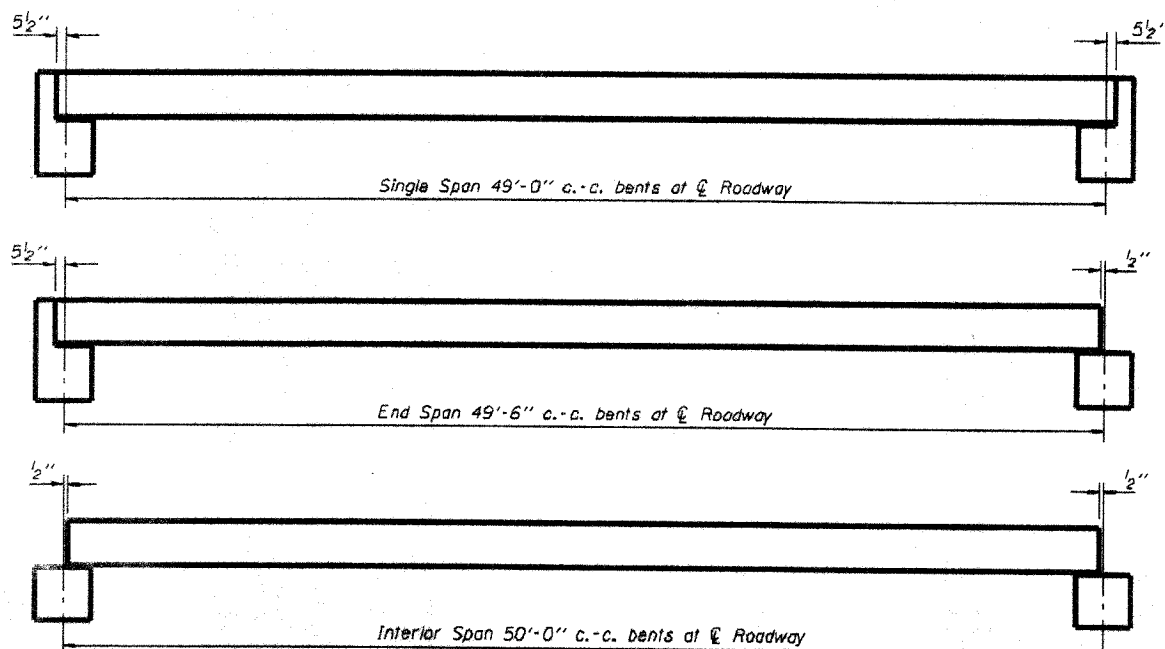 5½" 5½'
Single Span 49'-0" c.-c. bents at ℄ Roadway
5½" ½"
End Span 49'-6" c.-c. bents at ℄ Roadway
½" ½"
Interior Span 50'-0" c.-c. bents at ℄ Roadway